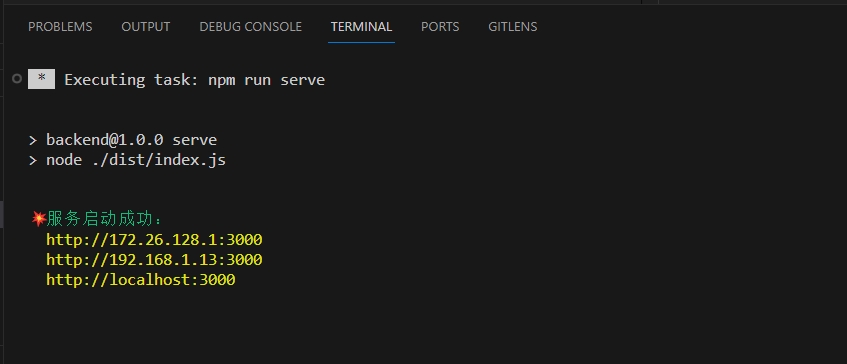 PROBLEMS OUTPUT DEBUG CONSOLE TERMINAL PORTS GITLENS
* Executing task: npm run serve
> backend@1.0.0 serve
> node ./dist/index.js
💥服务启动成功：
http://172.26.128.1:3000
http://192.168.1.13:3000
http://localhost:3000